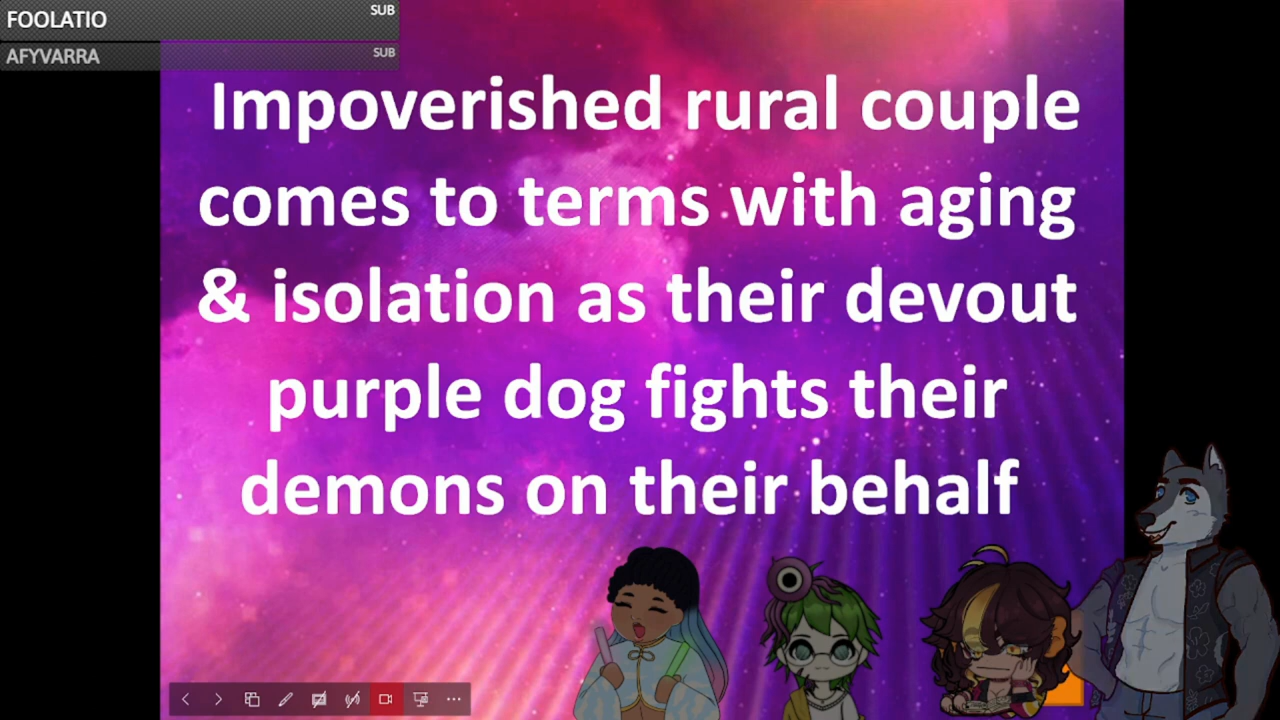 FOOLATIO
SUB
AFYVARRA
SUB
Impoverished rural couple
comes to terms with aging
& isolation as their devout
purple dog fights their
demons on their behalf